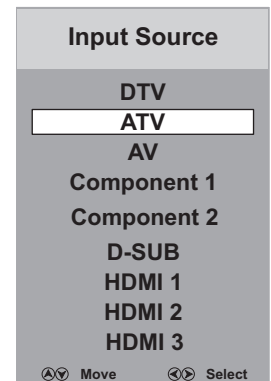 Input Source
DTV
ATV
AV
Component 1
Component 2
D-SUB
HDMI 1
HDMI 2
HDMI 3
Move Select